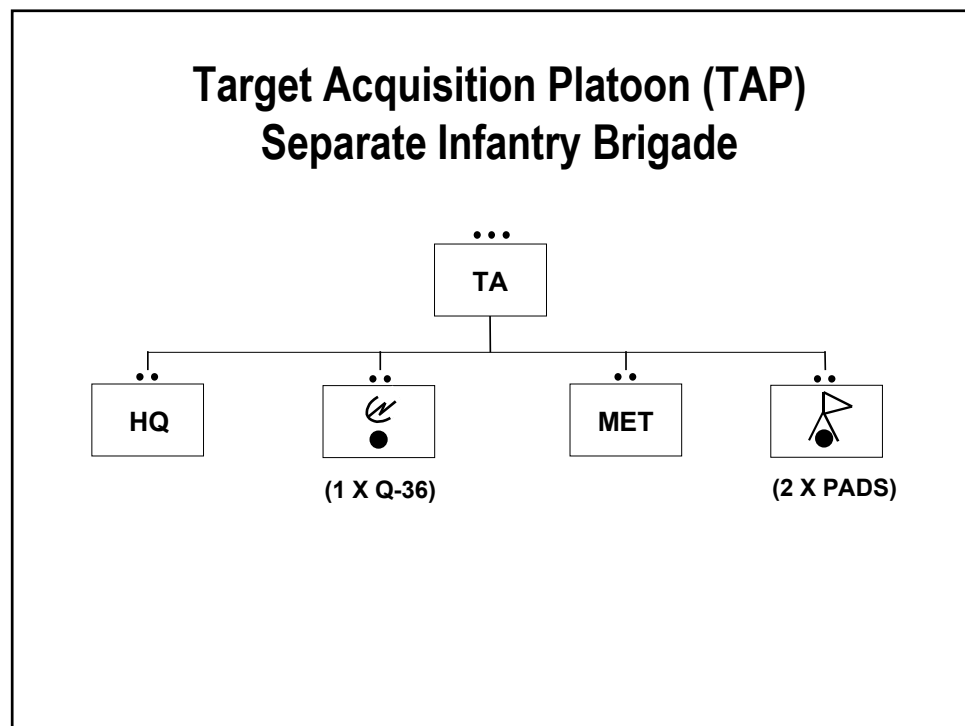 Target Acquisition Platoon (TAP)
Separate Infantry Brigade
TA
HQ
MET
(1 X Q-36)
(2 X PADS)